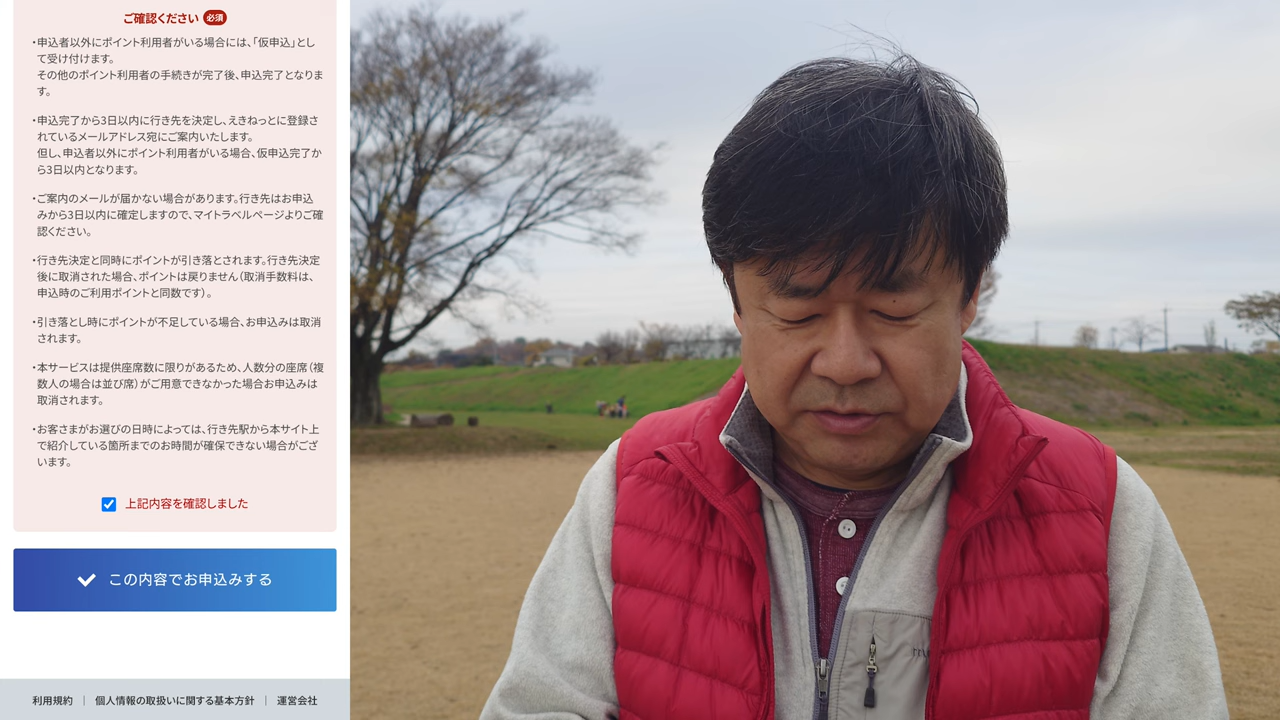 ご確認ください 必須
・申込者以外にポイント利用者がいる場合には、「仮申込」とし
て受け付けます。
その他のポイント利用者の手続きが完了後、申込完了となりま
す。
・申込完了から3日以内に行き先を決定し、えきねっとに登録さ
れているメールアドレス宛にご案内いたします。
但し、申込者以外にポイント利用者がいる場合、仮申込完了か
ら3日以内となります。
・ご案内のメールが届かない場合があります。行き先はお申込
みから3日以内に確定しますので、マイトラベルページよりご確
認ください。
・行き先決定と同時にポイントが引き落とされます。行き先決定
後に取消された場合、ポイントは戻りません（取消手数料は、
申込時のご利用ポイントと同数です）。
・引き落とし時にポイントが不足している場合、お申込みは取消
されます。
・本サービスは提供座席数に限りがあるため、人数分の座席（複
数人の場合は並び席）がご用意できなかった場合お申込みは
取消されます。
・お客さまがお選びの日時によっては、行き先駅から本サイト上
で紹介している箇所までのお時間が確保できない場合がござ
います。
上記内容を確認しました
この内容でお申込みする
利用規約 ｜ 個人情報の取扱いに関する基本方針 ｜ 運営会社